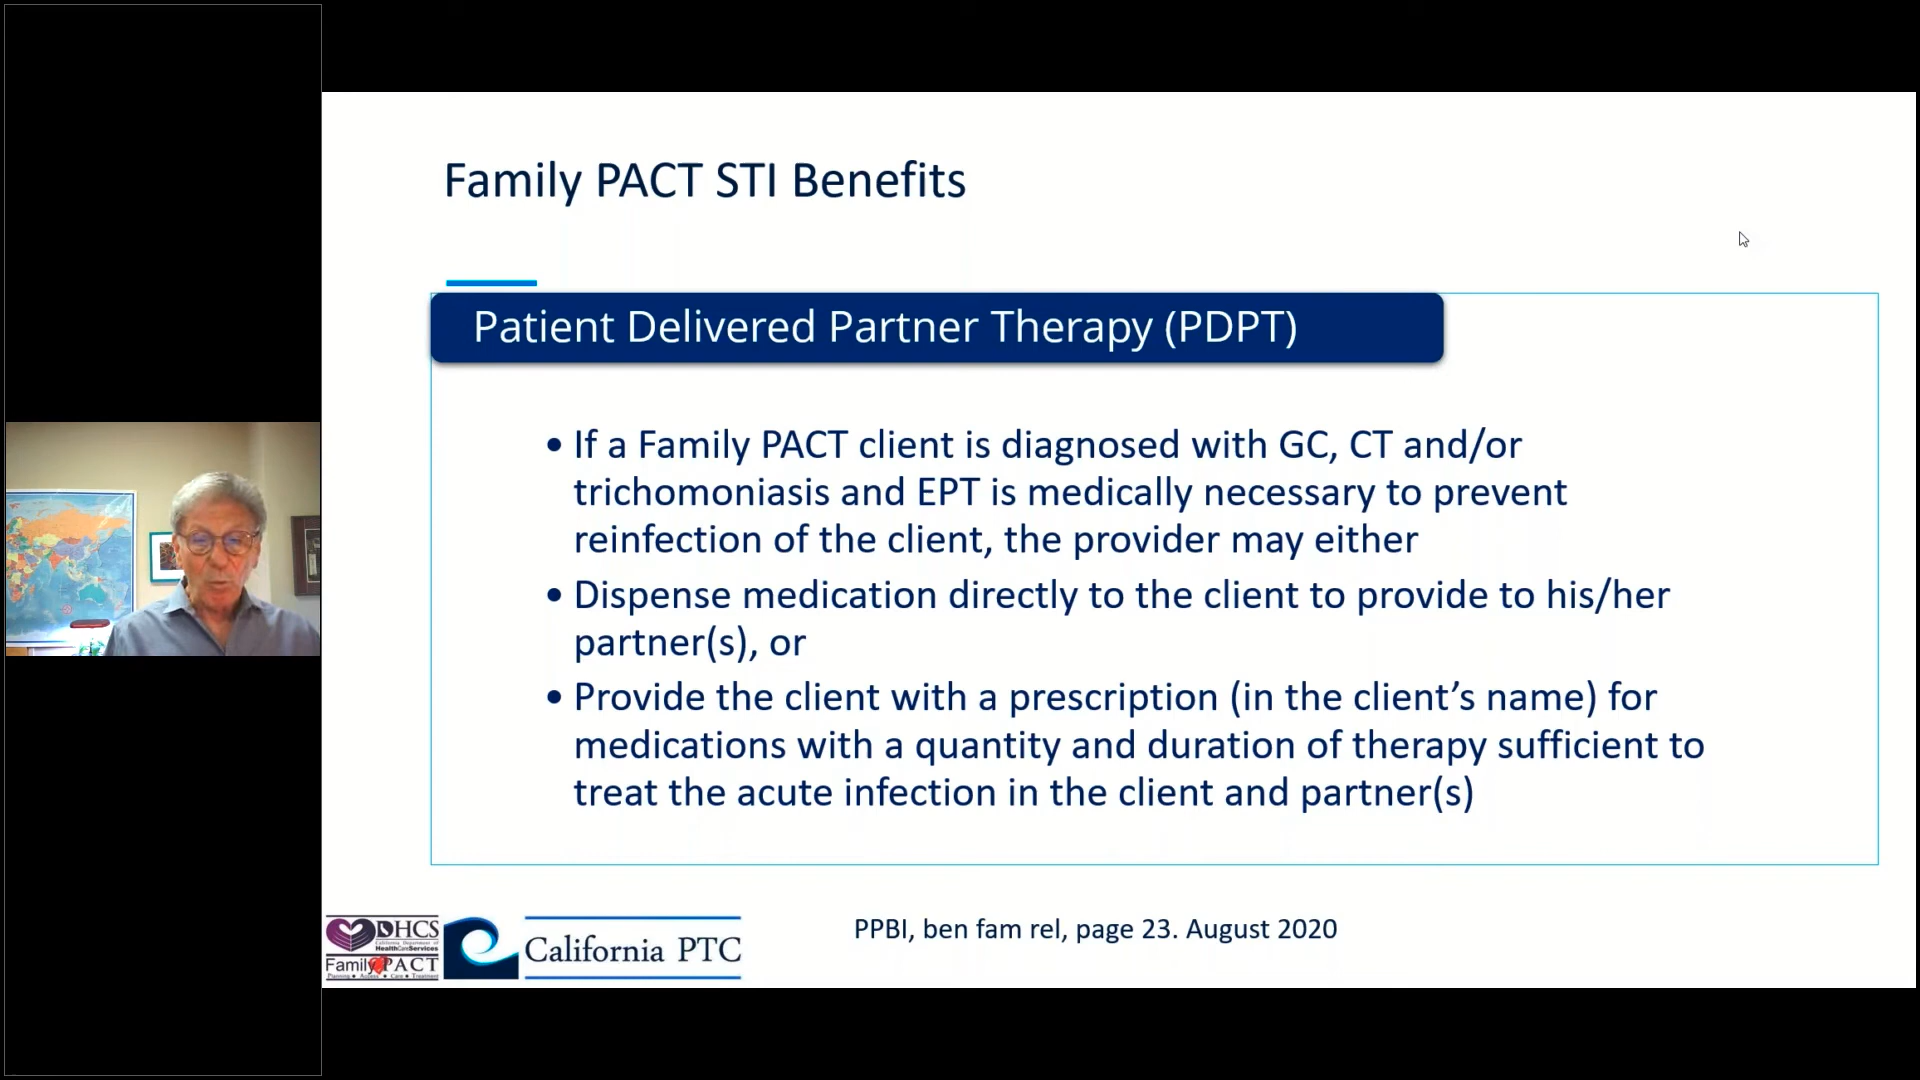 Family PACT STI Benefits
Patient Delivered Partner Therapy (PDPT)
• If a Family PACT client is diagnosed with GC, CT and/or
trichomoniasis and EPT is medically necessary to prevent
reinfection of the client, the provider may either
• Dispense medication directly to the client to provide to his/her
partner(s), or
• Provide the client with a prescription (in the client’s name) for
medications with a quantity and duration of therapy sufficient to
treat the acute infection in the client and partner(s)
DHCS
HealthCareServices
FamilyPACT
California PTC
PPBI, ben fam rel, page 23. August 2020